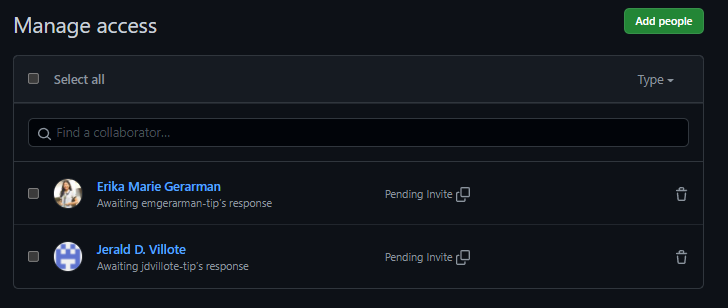 Manage access
Add people
Select all
Type
Find a collaborator...
Erika Marie Gerarman
Awaiting emgerarman-tip's response
Pending Invite
Jerald D. Villote
Awaiting jdvillote-tip's response
Pending Invite